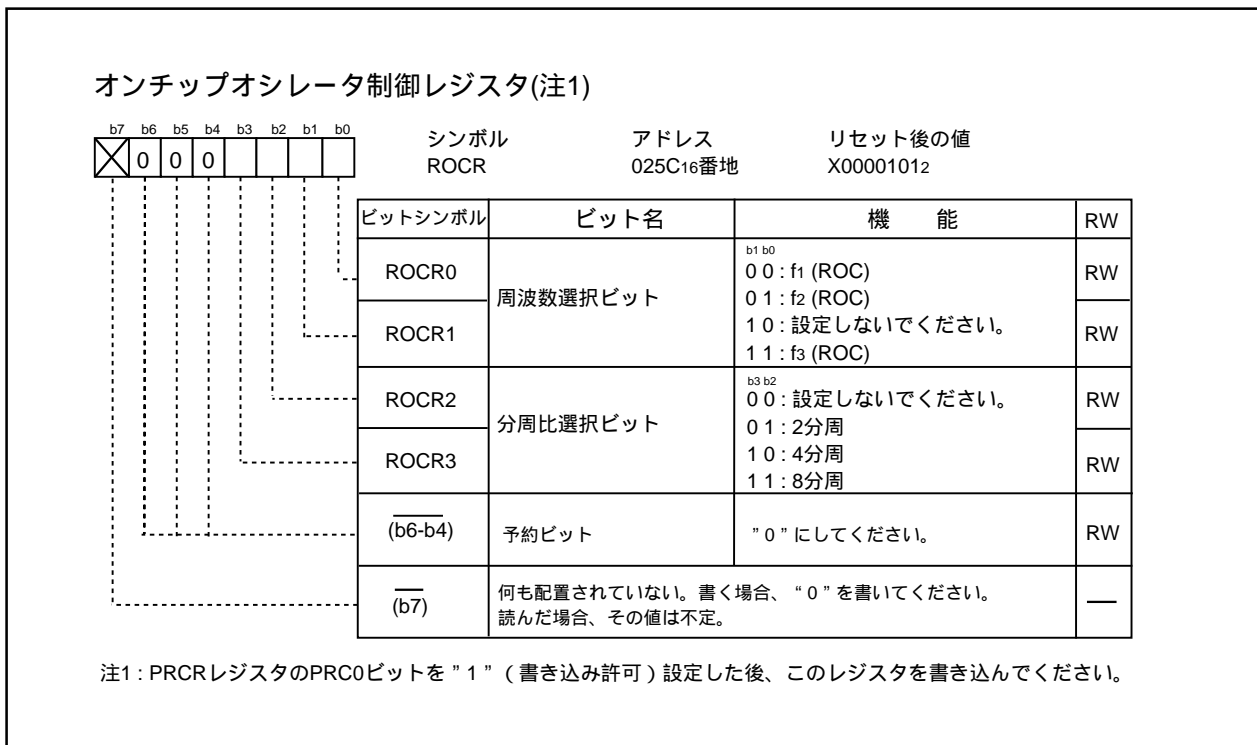 オンチップオシレータ制御レジスタ(注1)
b7 b6 b5 b4 b3 b2 b1 b0
0 0 0
シンボル アドレス リセット後の値
ROCR 025C16番地 X00001012
ビットシンボル ビット名 機 能 RW
ROCR0 周波数選択ビット RW
b1 b0
0 0 : f1 (ROC)
0 1 : f2 (ROC)
1 0 : 設定しないでください。
1 1 : f3 (ROC)
ROCR1 RW
ROCR2 分周比選択ビット RW
b3 b2
0 0 : 設定しないでください。
0 1 : 2分周
1 0 : 4分周
1 1 : 8分周
ROCR3 RW
(b6-b4) 予約ビット ” 0 ” にしてください。 RW
(b7) 何も配置されていない。書く場合、 “ 0 ” を書いてください。 —
読んだ場合、その値は不定。
注1 : PRCRレジスタのPRC0ビットを ” 1 ” ( 書き込み許可 ) 設定した後、このレジスタを書き込んでください。